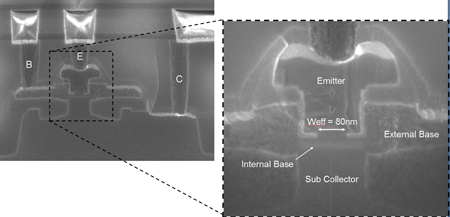 B
E
C
Emitter
Weff = 80nm
External Base
Internal Base
Sub Collector